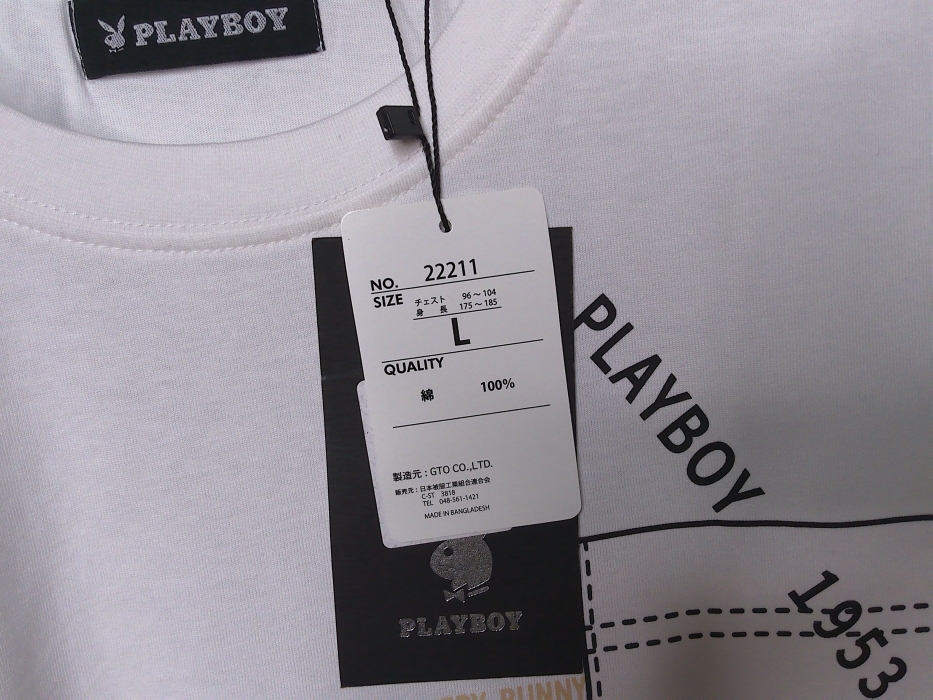 PLAYBOY
NO. 22211
SIZE チェスト 96～104
身 長 175～185
L
QUALITY
綿 100%
製造元：GTO CO.,LTD.
販売元：日本被服工業組合連合会
C-ST 3818
TEL 048-561-1421
MADE IN BANGLADESH
PLAYBOY
PLAYBOY
1953
BUNNY